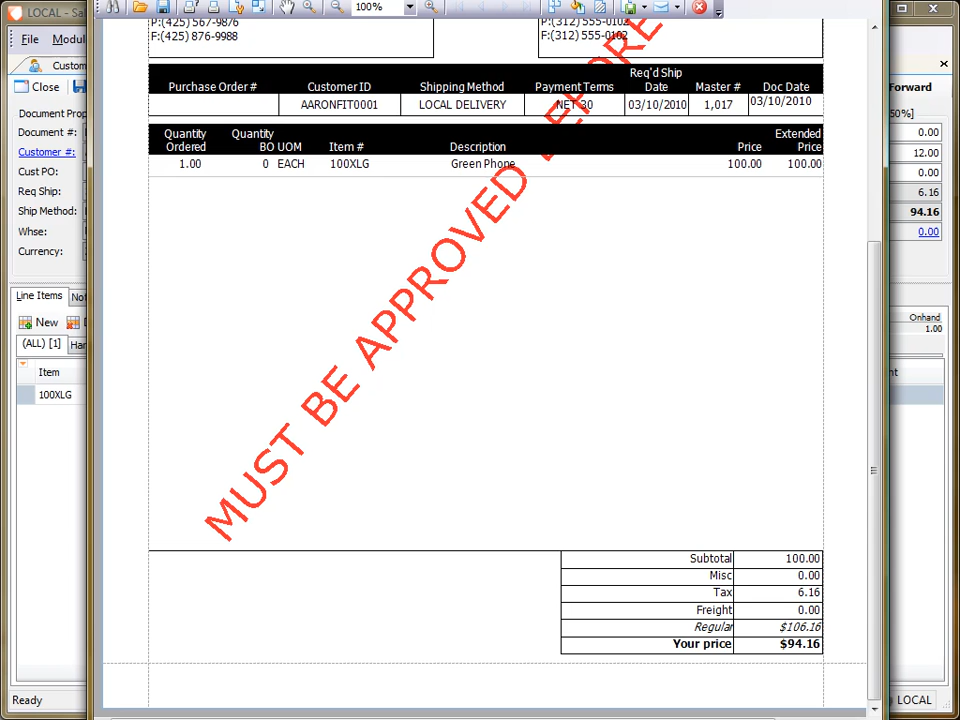 LOCAL - Sal
File Modul
Custom
Close
Document Prop
Document #:
Customer #:
Cust PO:
Req Ship:
Ship Method:
Whse:
Currency:
Line Items Not
New
(ALL) [1] Har
Item
100XLG
Ready
100%
P:(425) 567-9876 P:(312) 555-0102
F:(425) 876-9988 F:(312) 555-0102
Purchase Order # Customer ID Shipping Method Payment Terms Req'd Ship Date Master # Doc Date
AARONFIT0001 LOCAL DELIVERY NET 30 03/10/2010 1,017 03/10/2010
Quantity Ordered Quantity BO UOM Item # Description Price Extended Price
1.00 0 EACH 100XLG Green Phone 100.00 100.00
MUST BE APPROVED BEFORE
Subtotal 100.00
Misc 0.00
Tax 6.16
Freight 0.00
Regular $106.16
Your price $94.16
Forward
50%]
0.00
12.00
0.00
6.16
94.16
0.00
Onhand
1.00
nt
LOCAL